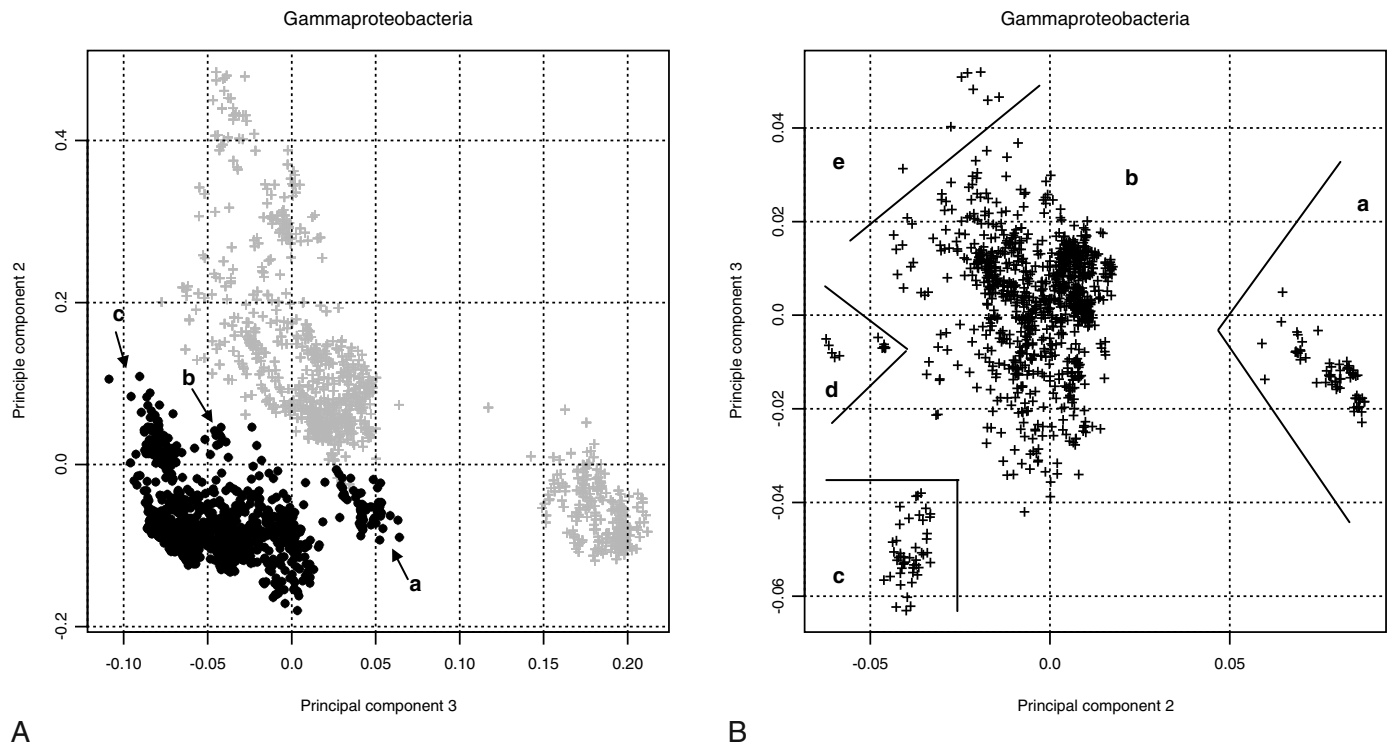 Gammaproteobacteria
Principle component 2
0.4
0.2
0.0
-0.2
c
b
a
-0.10 -0.05 0.0 0.05 0.10 0.15 0.20
Principal component 3
A
Gammaproteobacteria
Principle component 3
0.04
0.02
0.0
-0.02
-0.04
-0.06
e
b
a
d
c
-0.05 0.0 0.05
Principal component 2
B